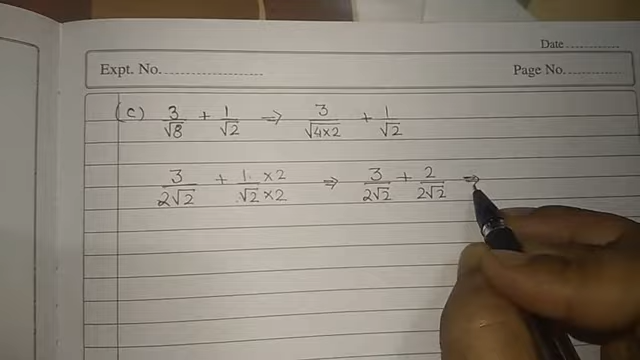 Date
Expt. No.
Page No.
(c) 3/√8 + 1/√2 ⇒ 3/√4×2 + 1/√2
3/2√2 + 1×2/√2×2 ⇒ 3/2√2 + 2/2√2 ⇒